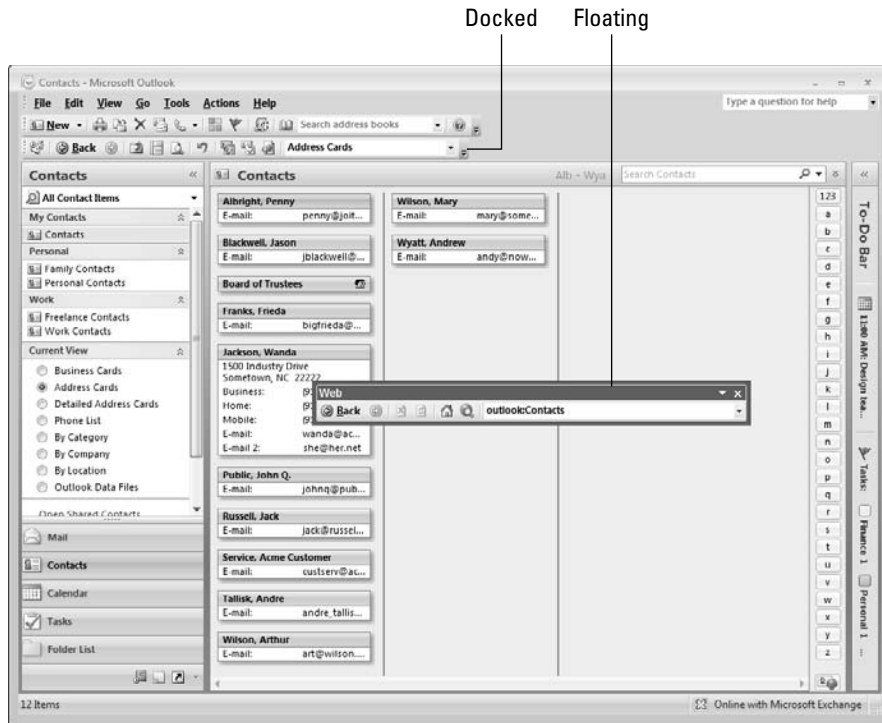 Docked Floating
Contacts - Microsoft Outlook
File Edit View Go Tools Actions Help
Type a question for help
New Search address books
Back Address Cards
Contacts
All Contact Items
My Contacts
Contacts
Personal
Family Contacts
Personal Contacts
Work
Freelance Contacts
Work Contacts
Current View
Business Cards
Address Cards
Detailed Address Cards
Phone List
By Category
By Company
By Location
Outlook Data Files
Open Shared Contacts
Mail
Contacts
Calendar
Tasks
Folder List
Contacts Alb - Wya Search Contacts
Albright, Penny
E-mail: penny@joit...
Blackwell, Jason
E-mail: jblackwell@...
Board of Trustees
Franks, Frieda
E-mail: bigfrieda@...
Jackson, Wanda
1500 Industry Drive
Sometown, NC 22222
Business: (9
Home: (9
Mobile: (9
E-mail: wanda@ac...
E-mail 2: she@her.net
Public, John Q.
E-mail: johnq@pub...
Russell, Jack
E-mail: jack@russel...
Service, Acme Customer
E-mail: custserv@ac...
Tallisk, Andre
E-mail: andre_tallis...
Wilson, Arthur
E-mail: art@wilson....
Wilson, Mary
E-mail: mary@some...
Wyatt, Andrew
E-mail: andy@now...
Web
Back outlook:Contacts
123
a
b
c
d
e
f
g
h
i
j
k
l
m
n
o
p
q
r
s
t
u
v
w
x
y
z
To-Do Bar
11:00 AM: Design tea...
Tasks:
Finance 1
Personal 1
12 Items
Online with Microsoft Exchange